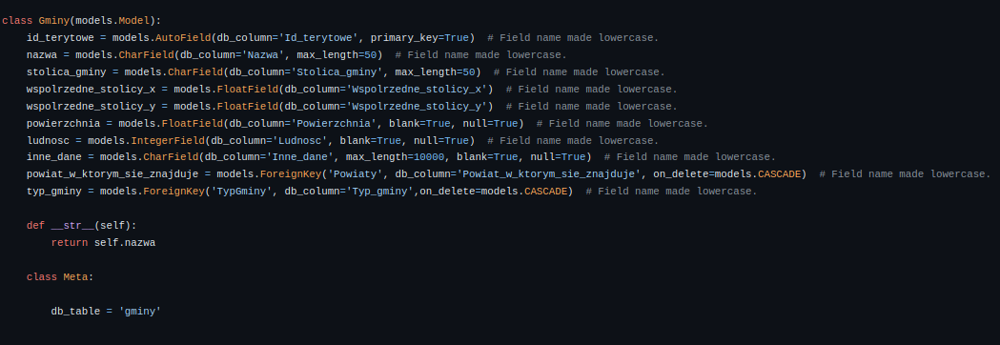 class Gminy(models.Model):
    id_terytowe = models.AutoField(db_column='Id_terytowe', primary_key=True)  # Field name made lowercase.
    nazwa = models.CharField(db_column='Nazwa', max_length=50)  # Field name made lowercase.
    stolica_gminy = models.CharField(db_column='Stolica_gminy', max_length=50)  # Field name made lowercase.
    wspolrzedne_stolicy_x = models.FloatField(db_column='Wspolrzedne_stolicy_x')  # Field name made lowercase.
    wspolrzedne_stolicy_y = models.FloatField(db_column='Wspolrzedne_stolicy_y')  # Field name made lowercase.
    powierzchnia = models.FloatField(db_column='Powierzchnia', blank=True, null=True)  # Field name made lowercase.
    ludnosc = models.IntegerField(db_column='Ludnosc', blank=True, null=True)  # Field name made lowercase.
    inne_dane = models.CharField(db_column='Inne_dane', max_length=10000, blank=True, null=True)  # Field name made lowercase.
    powiat_w_ktorym_sie_znajduje = models.ForeignKey('Powiaty', db_column='Powiat_w_ktorym_sie_znajduje', on_delete=models.CASCADE)  # Field name made lowercase.
    typ_gminy = models.ForeignKey('TypGminy', db_column='Typ_gminy',on_delete=models.CASCADE)  # Field name made lowercase.

    def __str__(self):
        return self.nazwa

    class Meta:

        db_table = 'gminy'